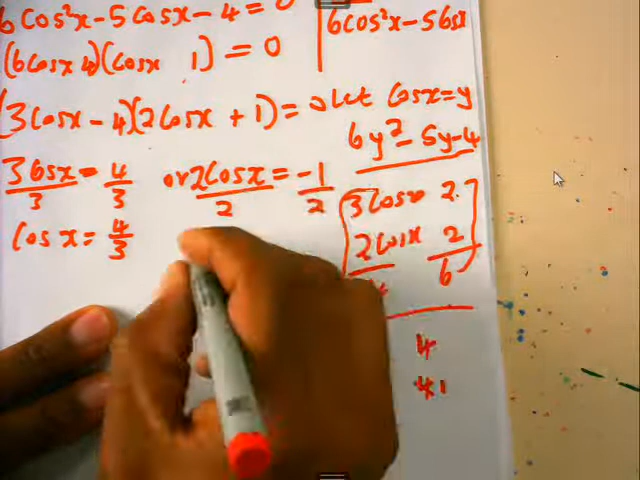 6cos²x - 5cosx - 4 = 0
6cos²x - 5cosx
(6cosx 4)(cosx 1) = 0
(3cosx - 4)(2cosx + 1) = 0 let cosx = y
6y² - 5y - 4
3cosx/3 = 4/3 or 2cosx/2 = -1/2
3cosx 2
cos x = 4/3
2cosx 2
6
4
4